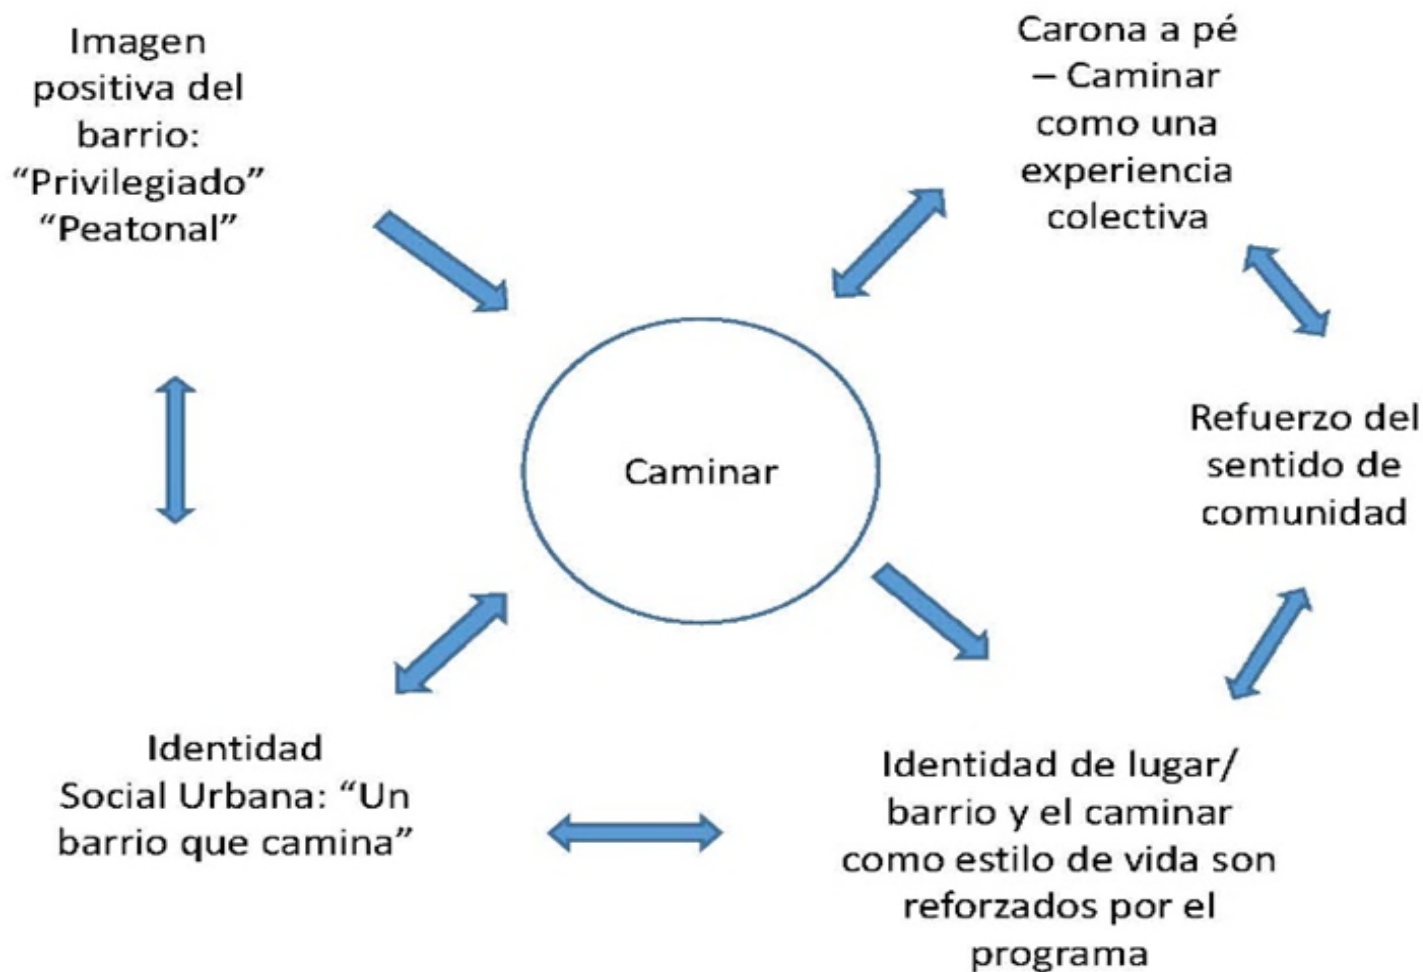 Imagen
positiva del
barrio:
“Privilegiado”
“Peatonal”
Carona a pé
– Caminar
como una
experiencia
colectiva
Caminar
Refuerzo del
sentido de
comunidad
Identidad
Social Urbana: “Un
barrio que camina”
Identidad de lugar/
barrio y el caminar
como estilo de vida son
reforzados por el
programa